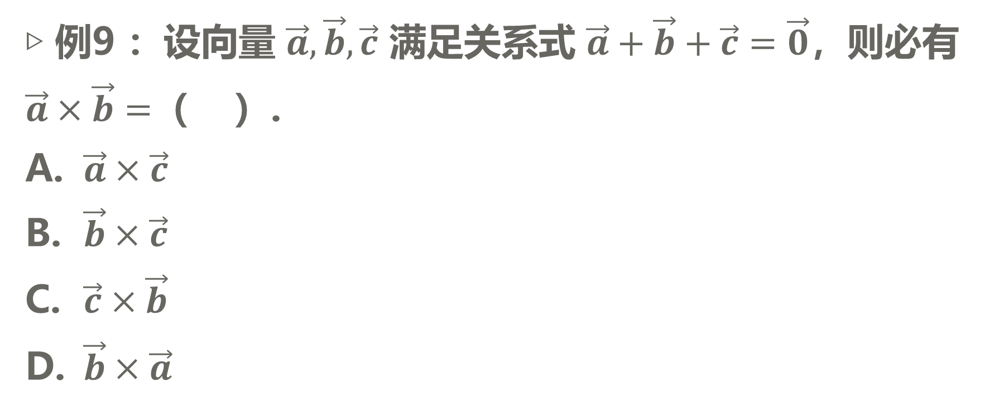 ▷ 例9 ：设向量 $\vec{a},\vec{b},\vec{c}$ 满足关系式 $\vec{a}+\vec{b}+\vec{c}=\vec{0}$，则必有
$\vec{a}\times\vec{b}=$（ ）.
A. $\vec{a}\times\vec{c}$
B. $\vec{b}\times\vec{c}$
C. $\vec{c}\times\vec{b}$
D. $\vec{b}\times\vec{a}$